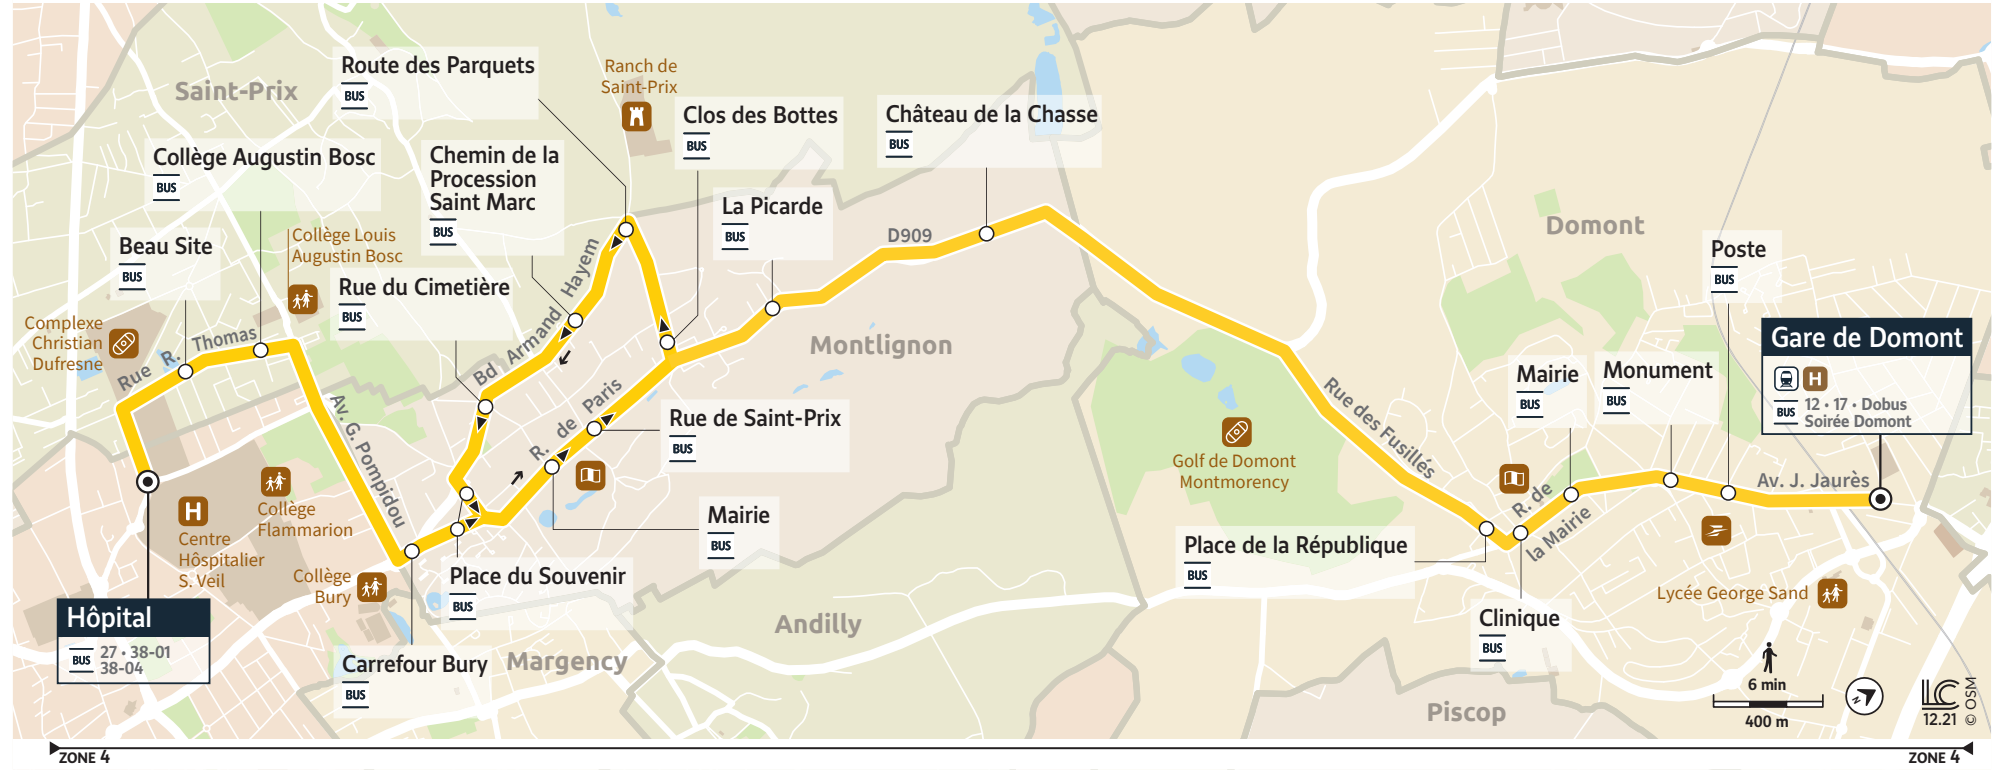 Saint-Prix
Route des Parquets
BUS
Ranch de
Saint-Prix
Clos des Bottes
BUS
Château de la Chasse
BUS
Collège Augustin Bosc
BUS
Chemin de la
Procession
Saint Marc
BUS
La Picarde
BUS
Beau Site
BUS
Collège Louis
Augustin Bosc
Rue du Cimetière
BUS
Bd Armand Hayem
D909
Domont
Poste
BUS
Complexe
Christian
Dufresne
Rue R. Thomas
Av. G. Pompidou
Montlignon
R. de Paris
Rue de Saint-Prix
BUS
Mairie
BUS
Rue des Fusillés
Golf de Domont
Montmorency
Mairie
BUS
Monument
BUS
Gare de Domont
H
BUS
12 • 17 • Dobus
Soirée Domont
Av. J. Jaurès
R. de
la Mairie
H
Centre
Hôspitalier
S. Veil
Collège
Flammarion
Collège
Bury
Place du Souvenir
BUS
Place de la République
BUS
Clinique
BUS
Lycée George Sand
Hôpital
BUS
27 • 38-01
38-04
Carrefour Bury
BUS
Margency
Andilly
Piscop
6 min
400 m
N
LC
12.21
© OSM
ZONE 4
ZONE 4